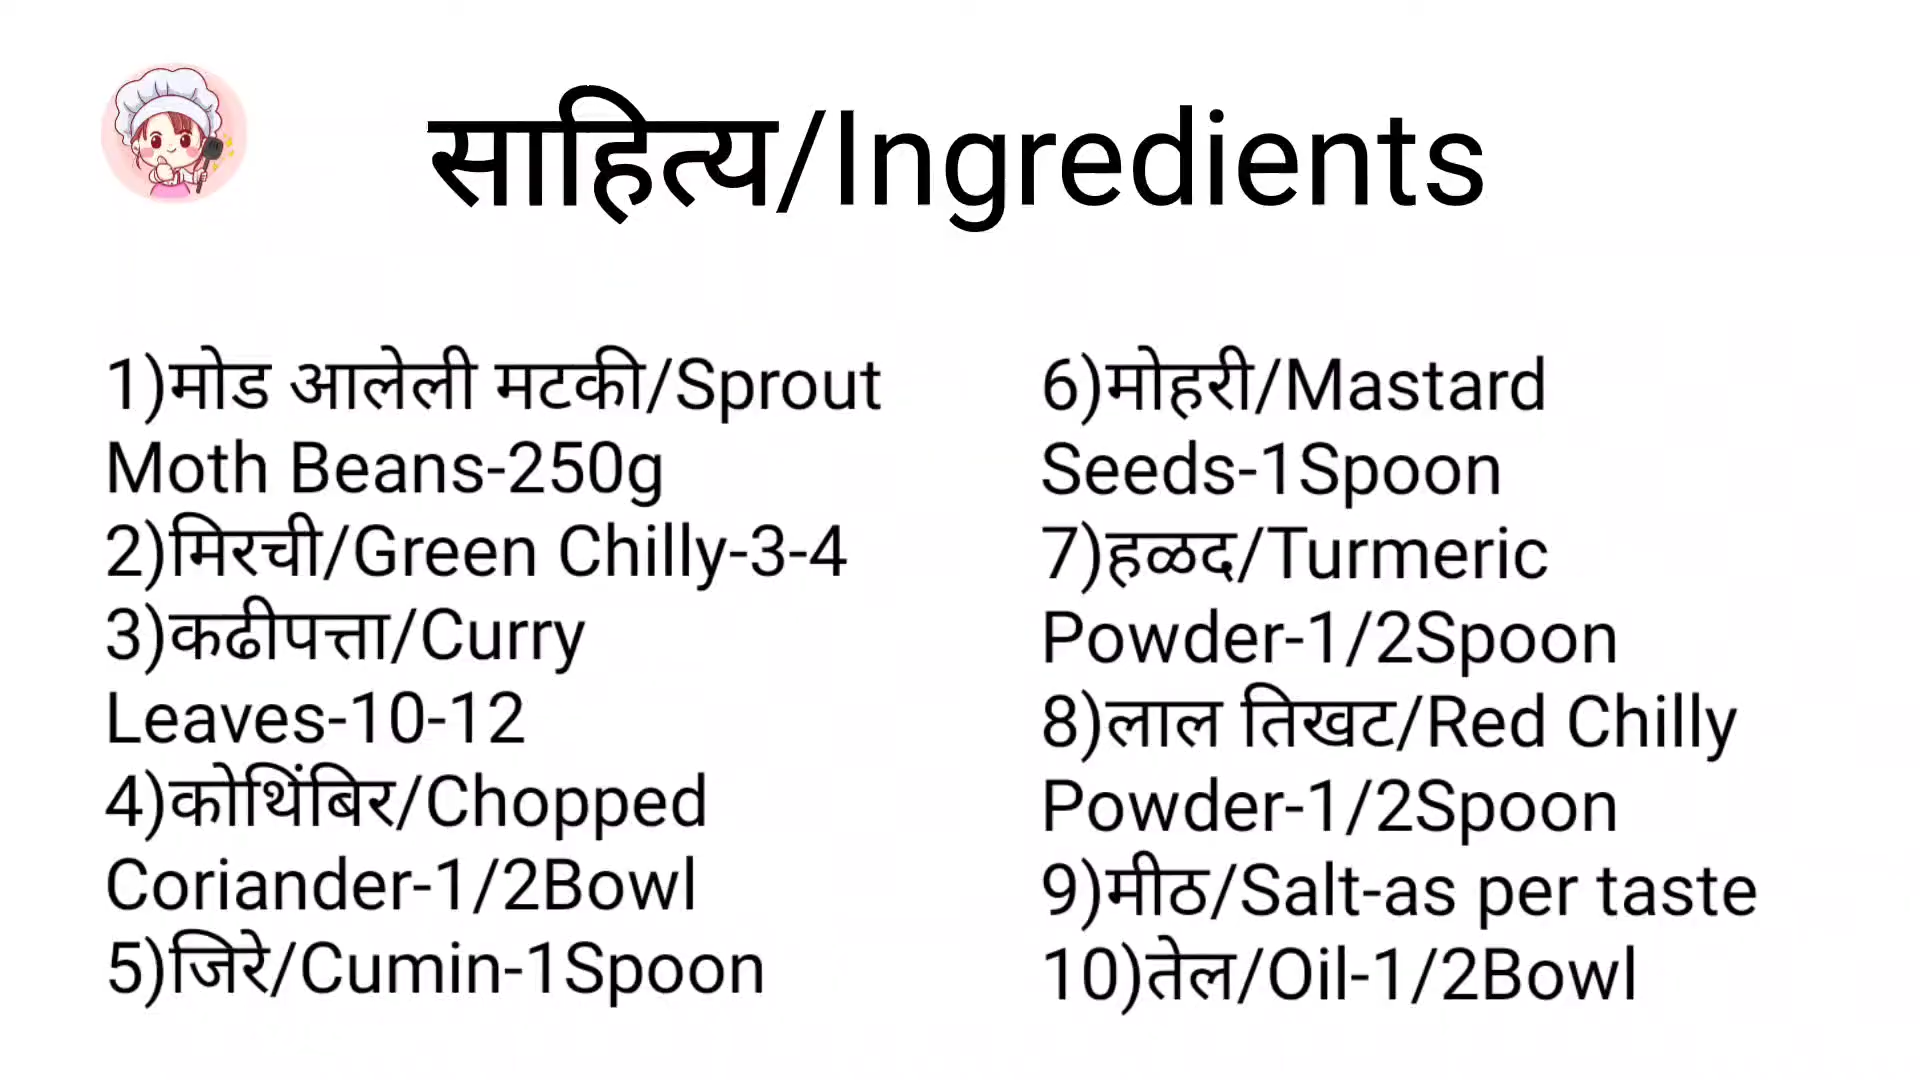 साहित्य/Ingredients
1)मोड आलेली मटकी/Sprout
Moth Beans-250g
2)मिरची/Green Chilly-3-4
3)कढीपत्ता/Curry
Leaves-10-12
4)कोथिंबिर/Chopped
Coriander-1/2Bowl
5)जिरे/Cumin-1Spoon
6)मोहरी/Mastard
Seeds-1Spoon
7)हळद/Turmeric
Powder-1/2Spoon
8)लाल तिखट/Red Chilly
Powder-1/2Spoon
9)मीठ/Salt-as per taste
10)तेल/Oil-1/2Bowl